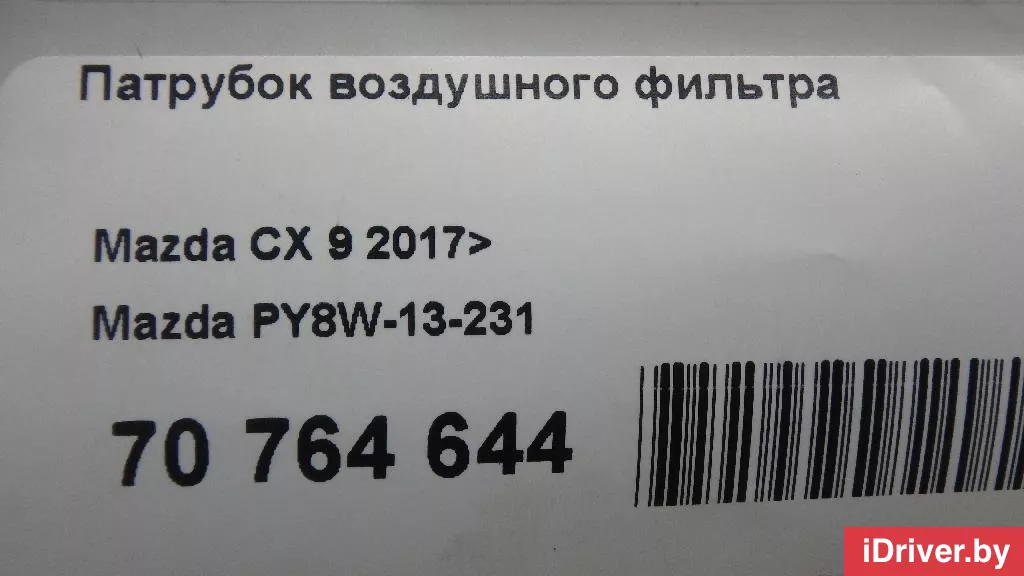 Патрубок воздушного фильтра
Mazda CX 9 2017>
Mazda PY8W-13-231
70 764 644
iDriver.by